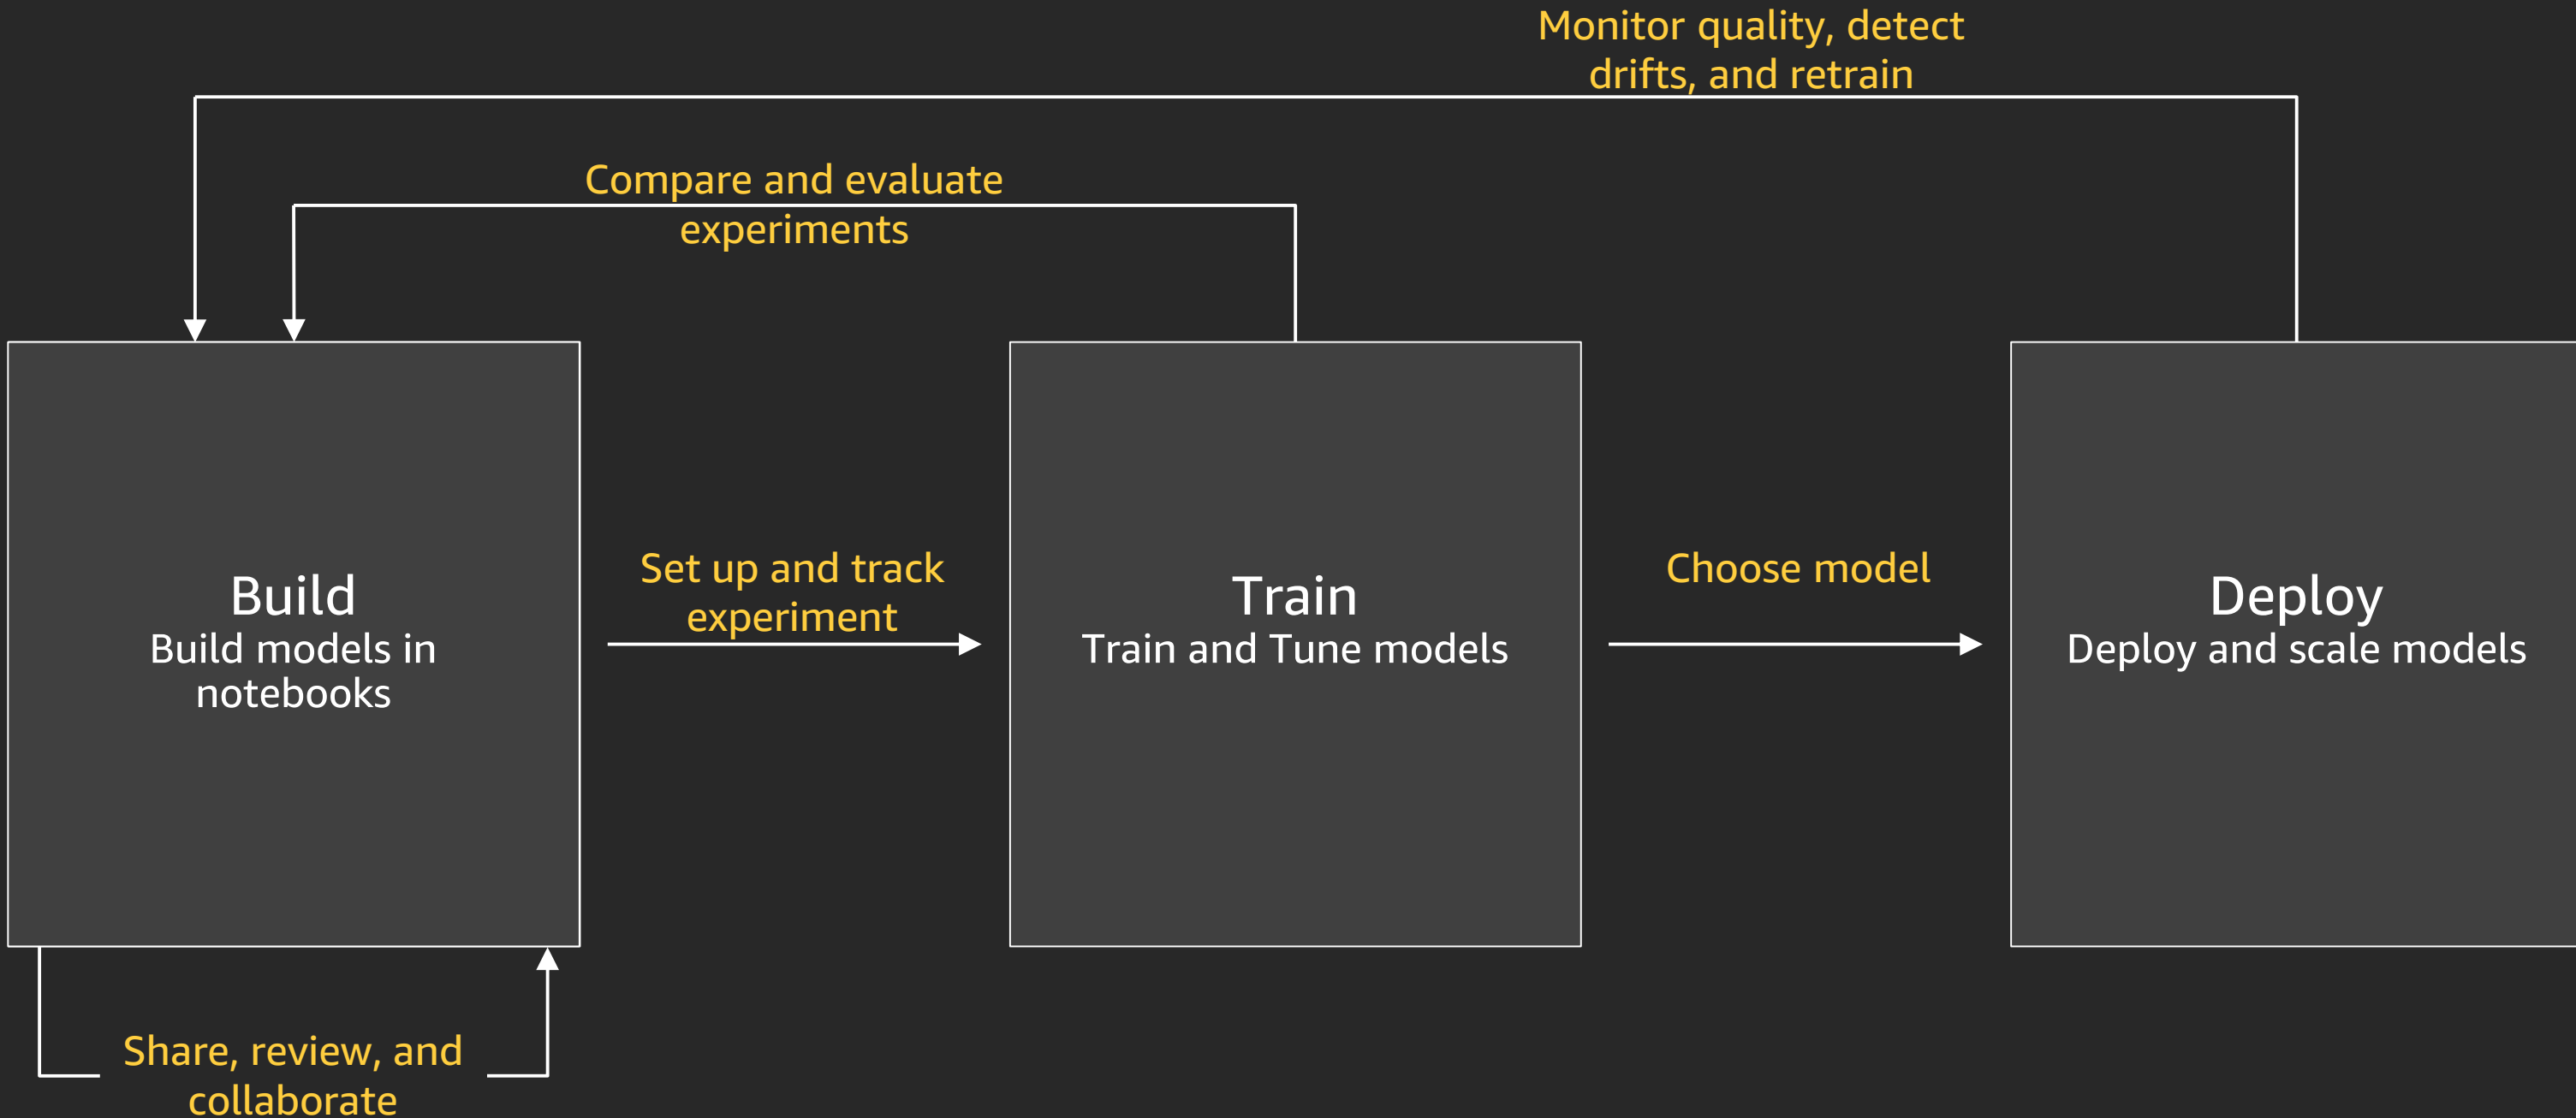 Monitor quality, detect
drifts, and retrain
Compare and evaluate
experiments
Build
Build models in
notebooks
Set up and track
experiment
Train
Train and Tune models
Choose model
Deploy
Deploy and scale models
Share, review, and
collaborate